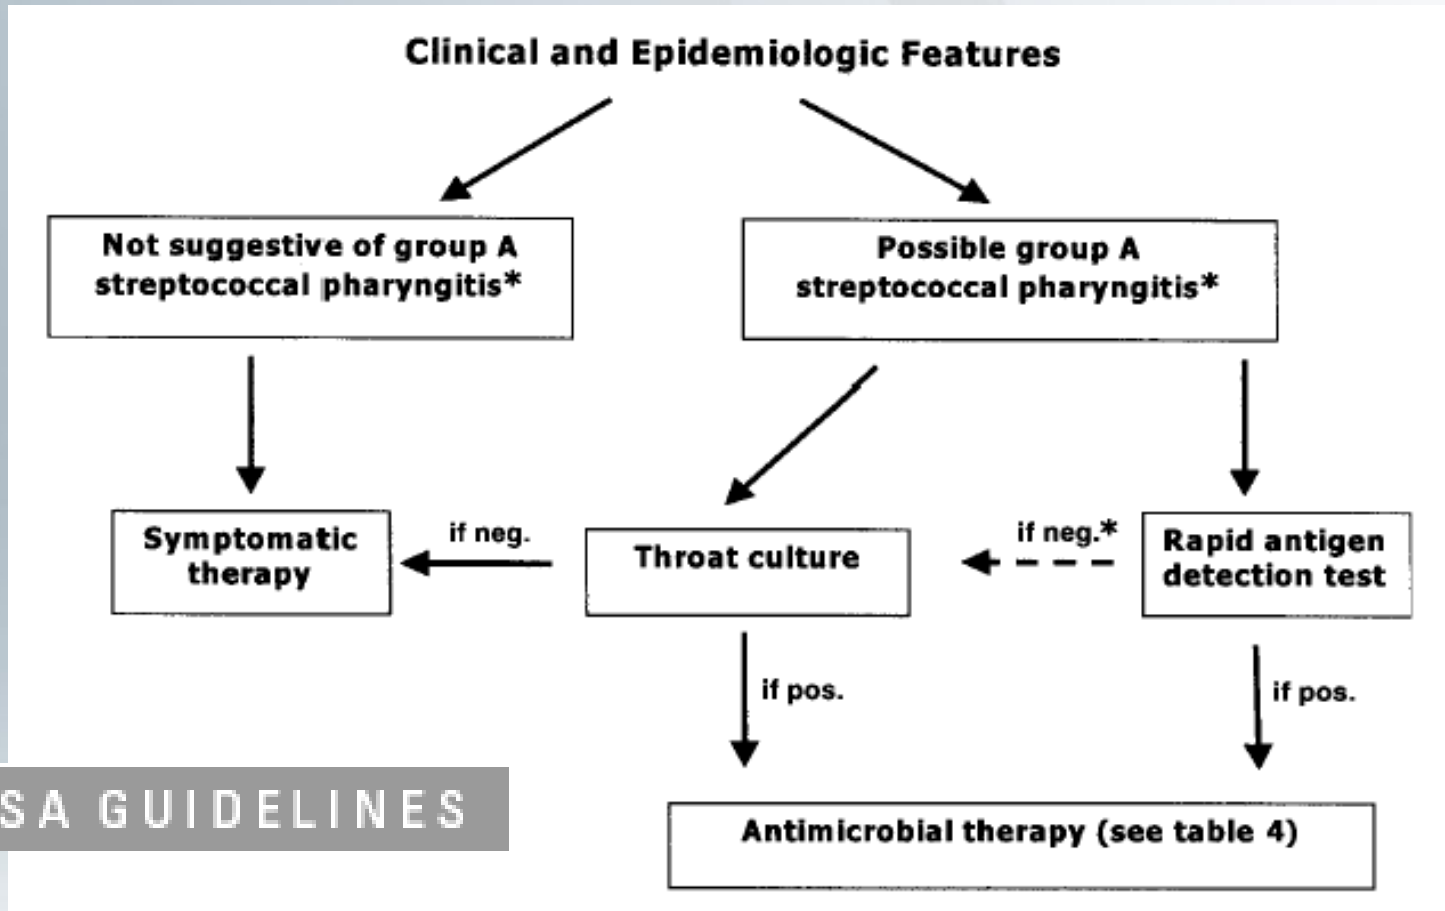 Clinical and Epidemiologic Features
Not suggestive of group A
streptococcal pharyngitis*
Possible group A
streptococcal pharyngitis*
Symptomatic
therapy
if neg.
Throat culture
if neg.*
Rapid antigen
detection test
if pos.
if pos.
SA GUIDELINES
Antimicrobial therapy (see table 4)